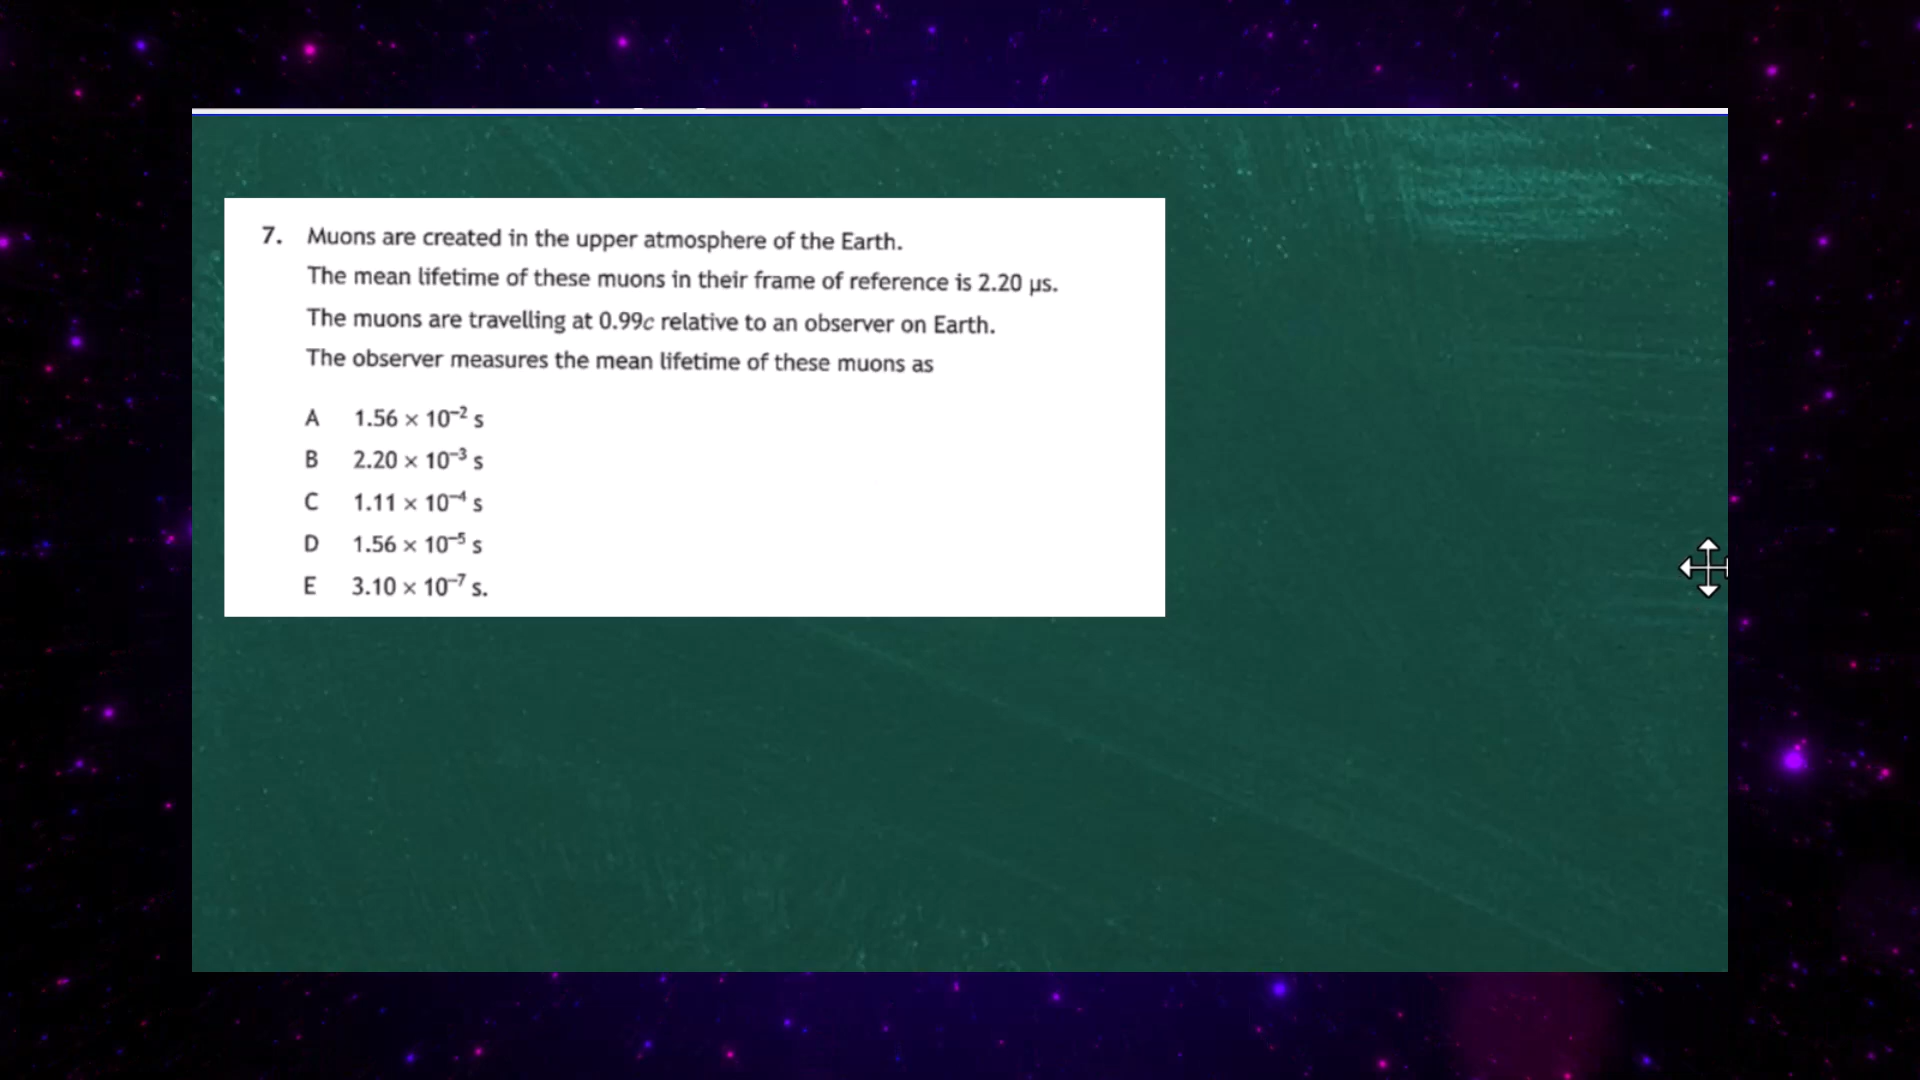 7. Muons are created in the upper atmosphere of the Earth.
The mean lifetime of these muons in their frame of reference is 2.20 μs.
The muons are travelling at 0.99c relative to an observer on Earth.
The observer measures the mean lifetime of these muons as
A 1.56 × 10⁻² s
B 2.20 × 10⁻³ s
C 1.11 × 10⁻⁴ s
D 1.56 × 10⁻⁵ s
E 3.10 × 10⁻⁷ s.